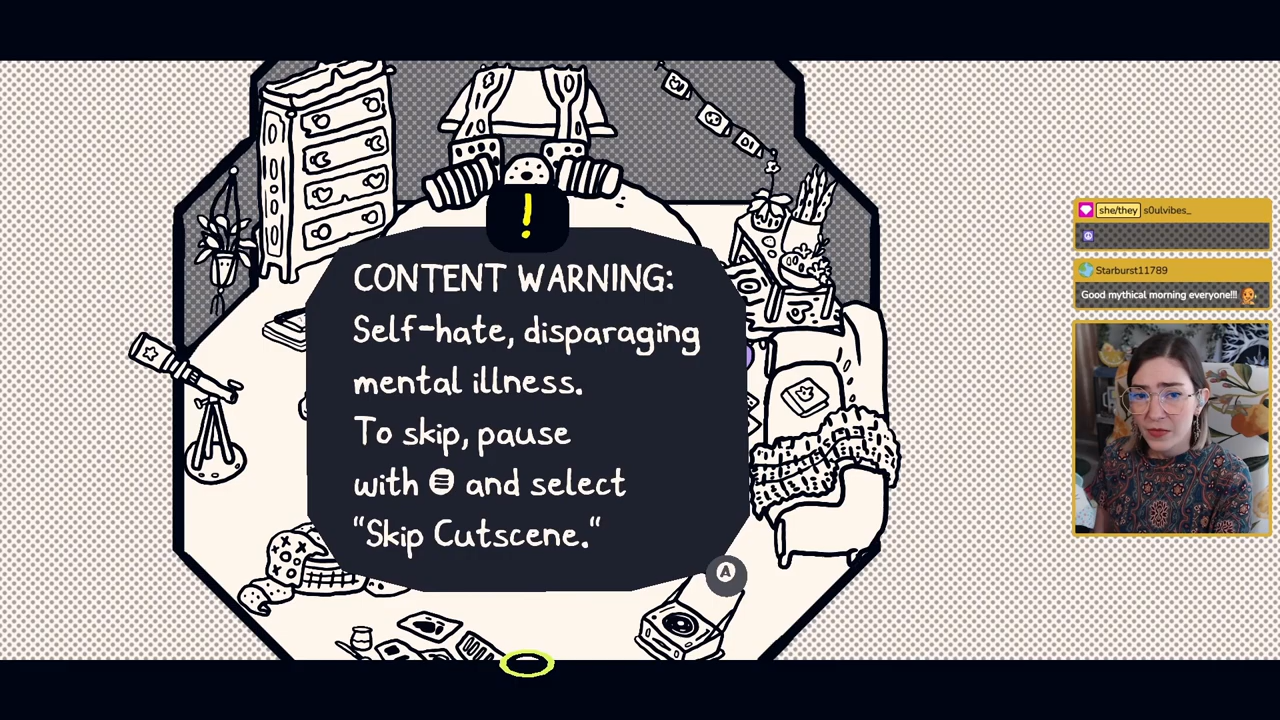 !
CONTENT WARNING:
Self-hate, disparaging
mental illness.
To skip, pause
with and select
"Skip Cutscene."
A
she/they s0ulvibes_
Starburst11789
Good mythical morning everyone!!!